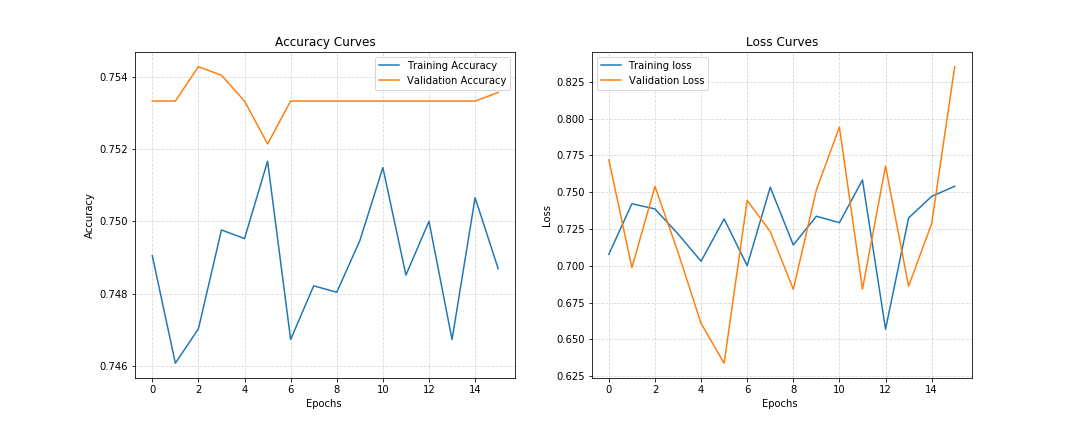 Accuracy Curves
Training Accuracy
Validation Accuracy
0.754
0.752
0.750
0.748
0.746
Accuracy
0 2 4 6 8 10 12 14
Epochs
Loss Curves
Training loss
Validation Loss
0.825
0.800
0.775
0.750
0.725
0.700
0.675
0.650
0.625
Loss
0 2 4 6 8 10 12 14
Epochs